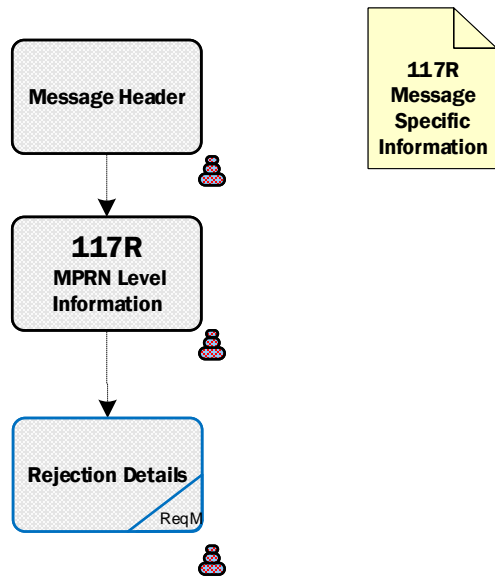 Message Header
117R
Message
Specific
Information
117R
MPRN Level
Information
Rejection Details
ReqM